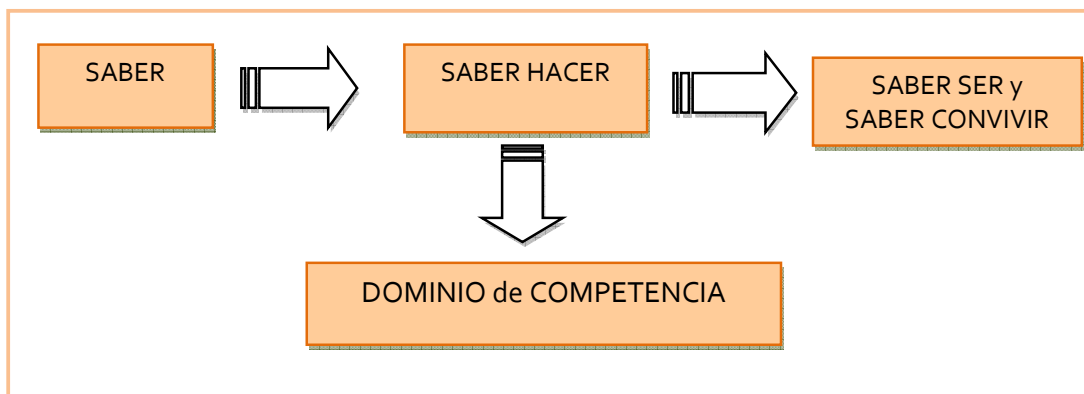 SABER
SABER HACER
SABER SER y
SABER CONVIVIR
DOMINIO de COMPETENCIA